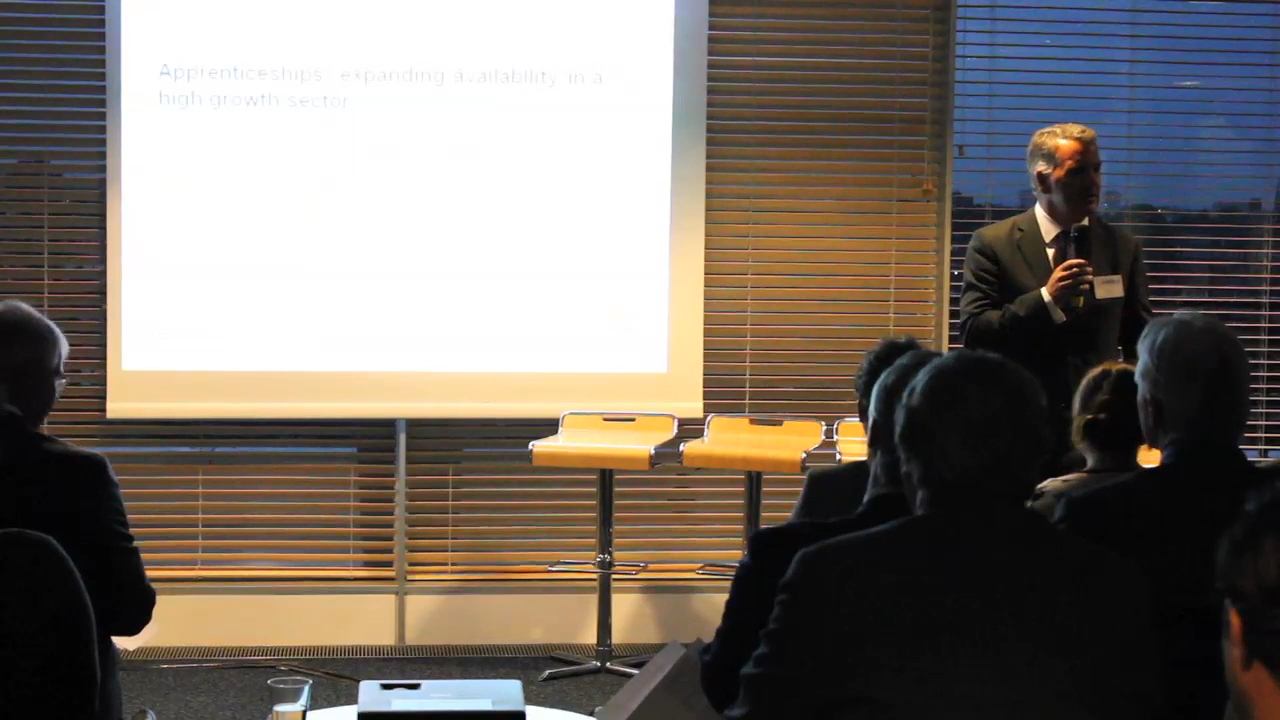 Apprenticeships: expanding availability in a
high growth sector